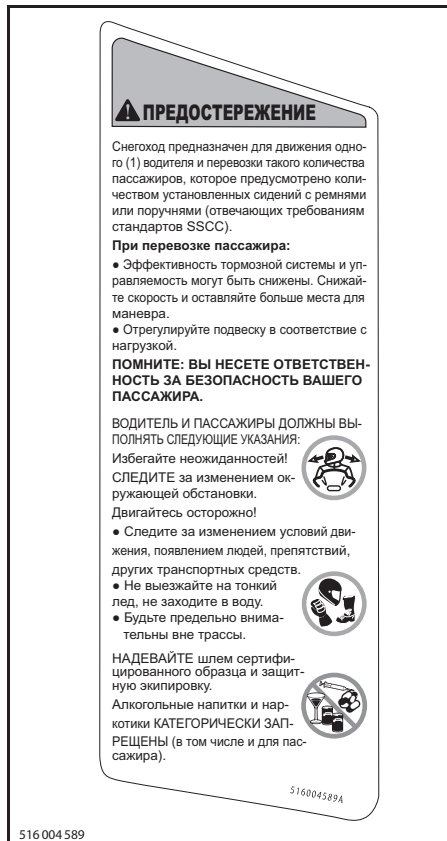 ПРЕДОСТЕРЕЖЕНИЕ
Снегоход предназначен для движения одно-
го (1) водителя и перевозки такого количества
пассажиров, которое предусмотрено коли-
чеством установленных сидений с ремнями
или поручнями (отвечающих требованиям
стандартов SSCC).
При перевозке пассажира:
● Эффективность тормозной системы и уп-
равляемость могут быть снижены. Снижай-
те скорость и оставляйте больше места для
маневра.
● Отрегулируйте подвеску в соответствие с
нагрузкой.
ПОМНИТЕ: ВЫ НЕСЕТЕ ОТВЕТСТВЕН-
НОСТЬ ЗА БЕЗОПАСНОСТЬ ВАШЕГО
ПАССАЖИРА.
ВОДИТЕЛЬ И ПАССАЖИРЫ ДОЛЖНЫ ВЫ-
ПОЛНЯТЬ СЛЕДУЮЩИЕ УКАЗАНИЯ:
Избегайте неожиданностей!
СЛЕДИТЕ за изменением ок-
ружающей обстановки.
Двигайтесь осторожно!
● Следите за изменением условий дви-
жения, появлением людей, препятствий,
других транспортных средств.
● Не выезжайте на тонкий
лед, не заходите в воду.
● Будьте предельно внима-
тельны вне трассы.
НАДЕВАЙТЕ шлем сертифи-
цированного образца и защит-
ную экипировку.
Алкогольные напитки и нар-
котики КАТЕГОРИЧЕСКИ ЗАП-
РЕЩЕНЫ (в том числе и для пас-
сажира).
516004589A
516 004 589